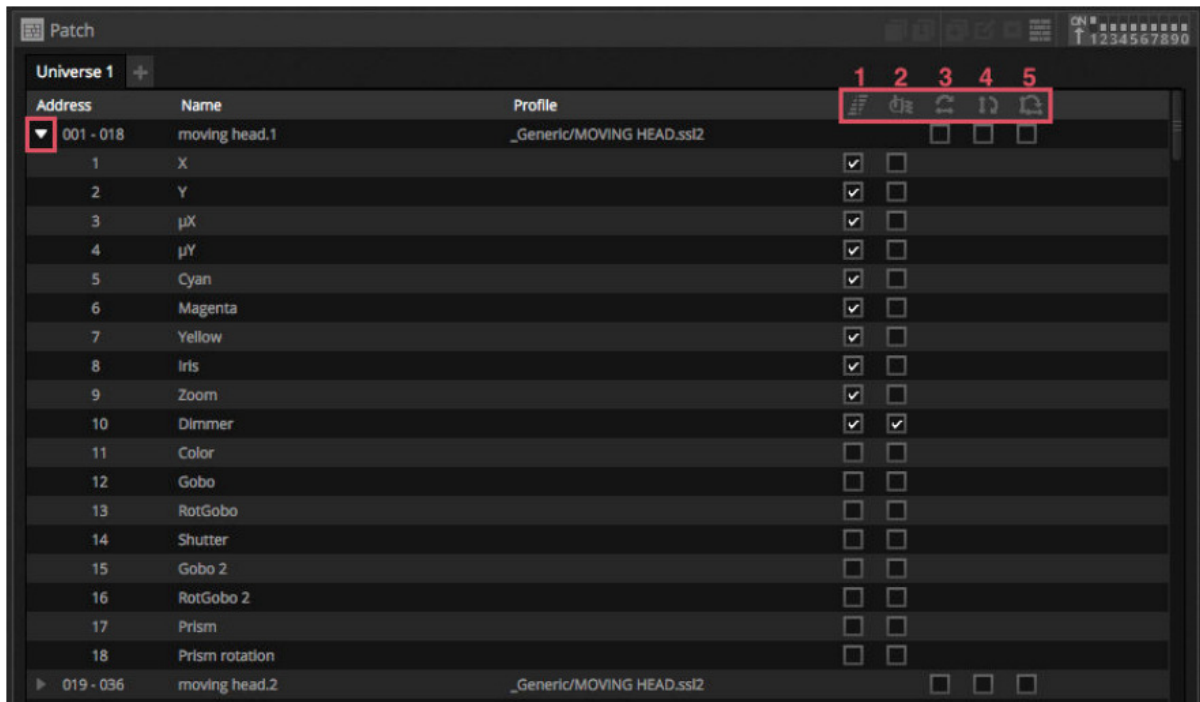 Patch
ON
1234567890
Universe 1 +
1 2 3 4 5
Address Name Profile
001 - 018 moving head.1 _Generic/MOVING HEAD.ssl2
1 X
2 Y
3 µX
4 µY
5 Cyan
6 Magenta
7 Yellow
8 Iris
9 Zoom
10 Dimmer
11 Color
12 Gobo
13 RotGobo
14 Shutter
15 Gobo 2
16 RotGobo 2
17 Prism
18 Prism rotation
019 - 036 moving head.2 _Generic/MOVING HEAD.ssl2